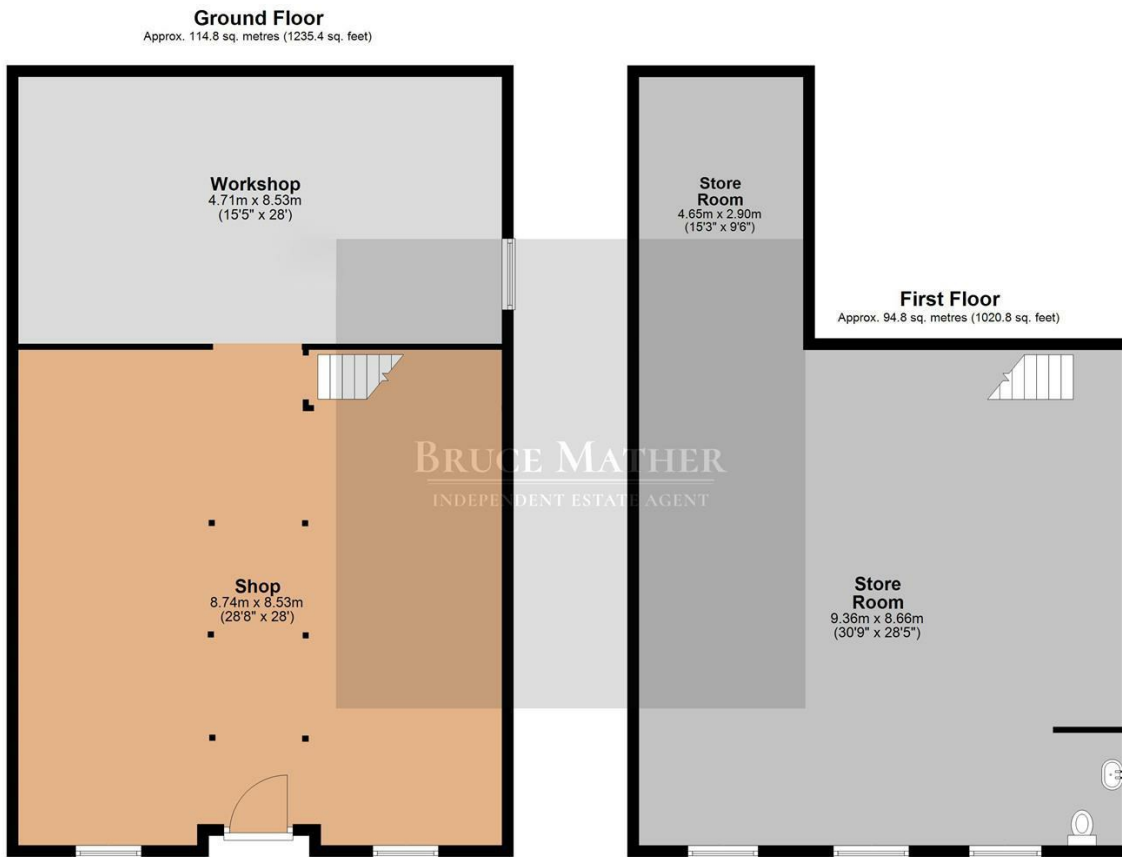 Ground Floor
Approx. 114.8 sq. metres (1235.4 sq. feet)
Workshop
4.71m x 8.53m
(15'5" x 28')
Shop
8.74m x 8.53m
(28'8" x 28')
Store
Room
4.65m x 2.90m
(15'3" x 9'6")
First Floor
Approx. 94.8 sq. metres (1020.8 sq. feet)
Store
Room
9.36m x 8.66m
(30'9" x 28'5")
BRUCE MATHER
INDEPENDENT ESTATE AGENT